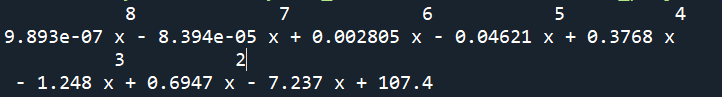 8 7 6 5 4
9.893e-07 x - 8.394e-05 x + 0.002805 x - 0.04621 x + 0.3768 x
3 2
- 1.248 x + 0.6947 x - 7.237 x + 107.4